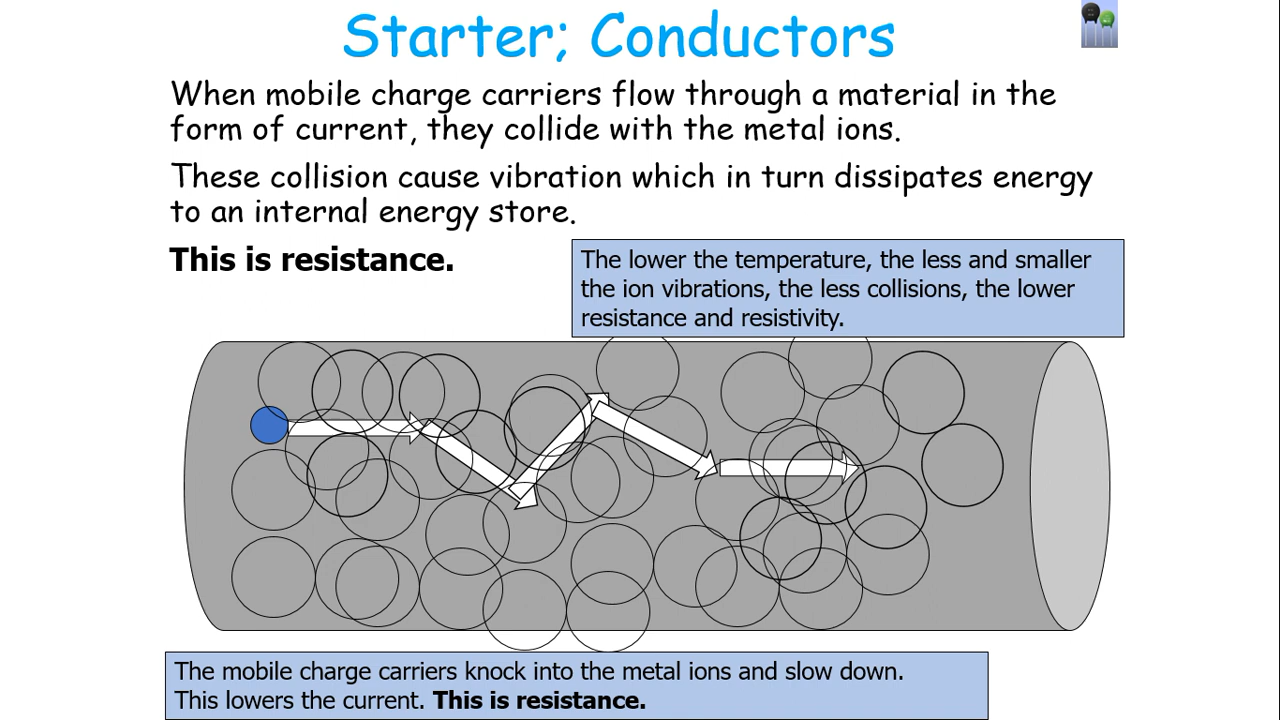 Starter; Conductors
When mobile charge carriers flow through a material in the
form of current, they collide with the metal ions.
These collision cause vibration which in turn dissipates energy
to an internal energy store.
This is resistance.
The lower the temperature, the less and smaller
the ion vibrations, the less collisions, the lower
resistance and resistivity.
The mobile charge carriers knock into the metal ions and slow down.
This lowers the current. This is resistance.